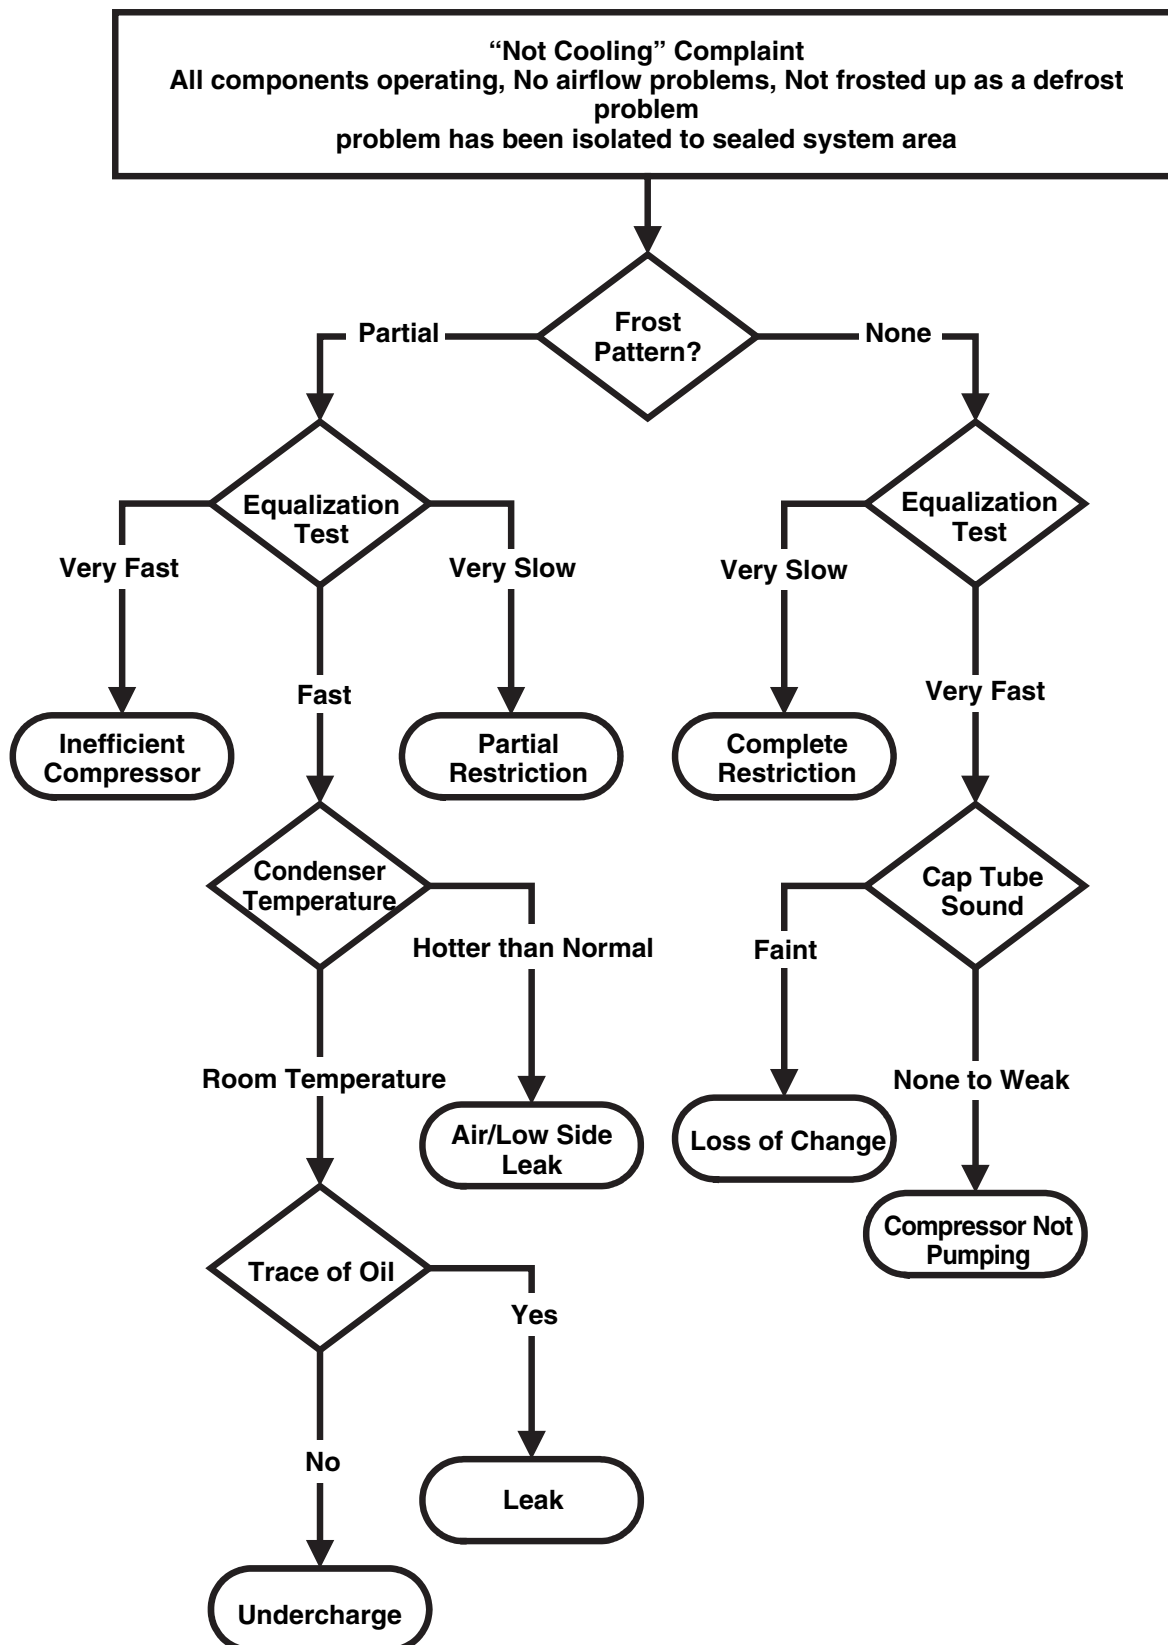 “Not Cooling” Complaint
All components operating, No airflow problems, Not frosted up as a defrost
problem
problem has been isolated to sealed system area
Frost
Pattern?
Partial
None
Equalization
Test
Equalization
Test
Very Fast
Very Slow
Very Slow
Fast
Very Fast
Inefficient
Compressor
Partial
Restriction
Complete
Restriction
Condenser
Temperature
Cap Tube
Sound
Hotter than Normal
Faint
Room Temperature
None to Weak
Air/Low Side
Leak
Loss of Change
Compressor Not
Pumping
Trace of Oil
Yes
No
Leak
Undercharge